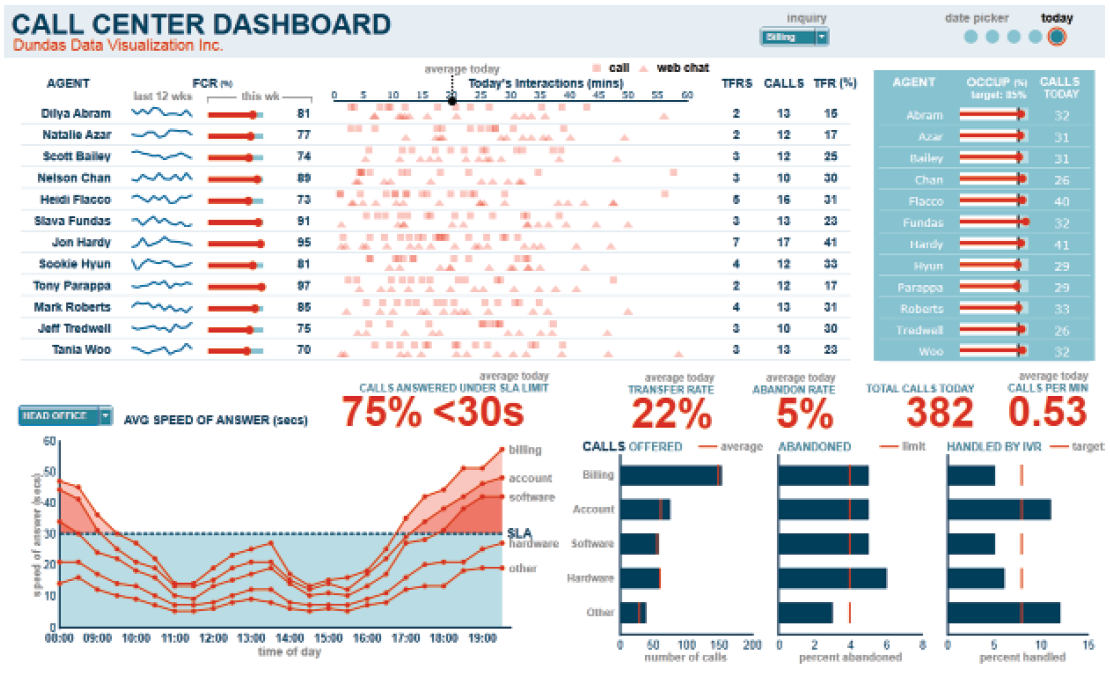 CALL CENTER DASHBOARD
Dundas Data Visualization Inc.
inquiry
Billing
date picker today
average today
call web chat
AGENT FCR (%) Today's Interactions (mins) TFRS CALLS TFR (%)
last 12 wks this wk
0 5 10 15 20 25 30 35 40 45 50 55 60
Dilya Abram 81 2 13 15
Natalie Azar 77 2 12 17
Scott Bailey 74 3 12 25
Nelson Chan 89 3 10 30
Heidi Flacco 73 5 16 31
Slava Fundas 91 3 13 23
Jon Hardy 95 7 17 41
Sookie Hyun 81 4 12 33
Tony Parappa 97 2 12 17
Mark Roberts 85 4 13 31
Jeff Tredwell 75 3 10 30
Tania Woo 70 3 13 23
AGENT OCCUP (%) CALLS
target: 85% TODAY
Abram 32
Azar 31
Bailey 31
Chan 26
Flacco 40
Fundas 32
Hardy 41
Hyun 29
Parappa 29
Roberts 33
Tredwell 26
Woo 32
average today
CALLS ANSWERED UNDER SLA LIMIT
75% <30s
average today
TRANSFER RATE
22%
average today
ABANDON RATE
5%
TOTAL CALLS TODAY
382
average today
CALLS PER MIN
0.53
HEAD OFFICE
AVG SPEED OF ANSWER (secs)
speed of answer (secs)
60
50
40
30
20
10
0
billing
account
software
SLA
hardware
other
08:00 09:00 10:00 11:00 12:00 13:00 14:00 15:00 16:00 17:00 18:00 19:00
time of day
CALLS OFFERED average
ABANDONED limit
HANDLED BY IVR target
Billing
Account
Software
Hardware
Other
0 50 100 150 200
number of calls
0 2 4 6 8
percent abandoned
0 5 10 15
percent handled